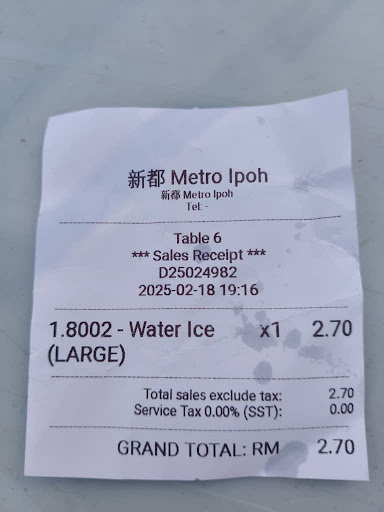 新都 Metro Ipoh
新都 Metro Ipoh
Tel: -
Table 6
*** Sales Receipt ***
D25024982
2025-02-18 19:16
1.8002 - Water Ice x1 2.70
(LARGE)
Total sales exclude tax: 2.70
Service Tax 0.00% (SST): 0.00
GRAND TOTAL: RM 2.70